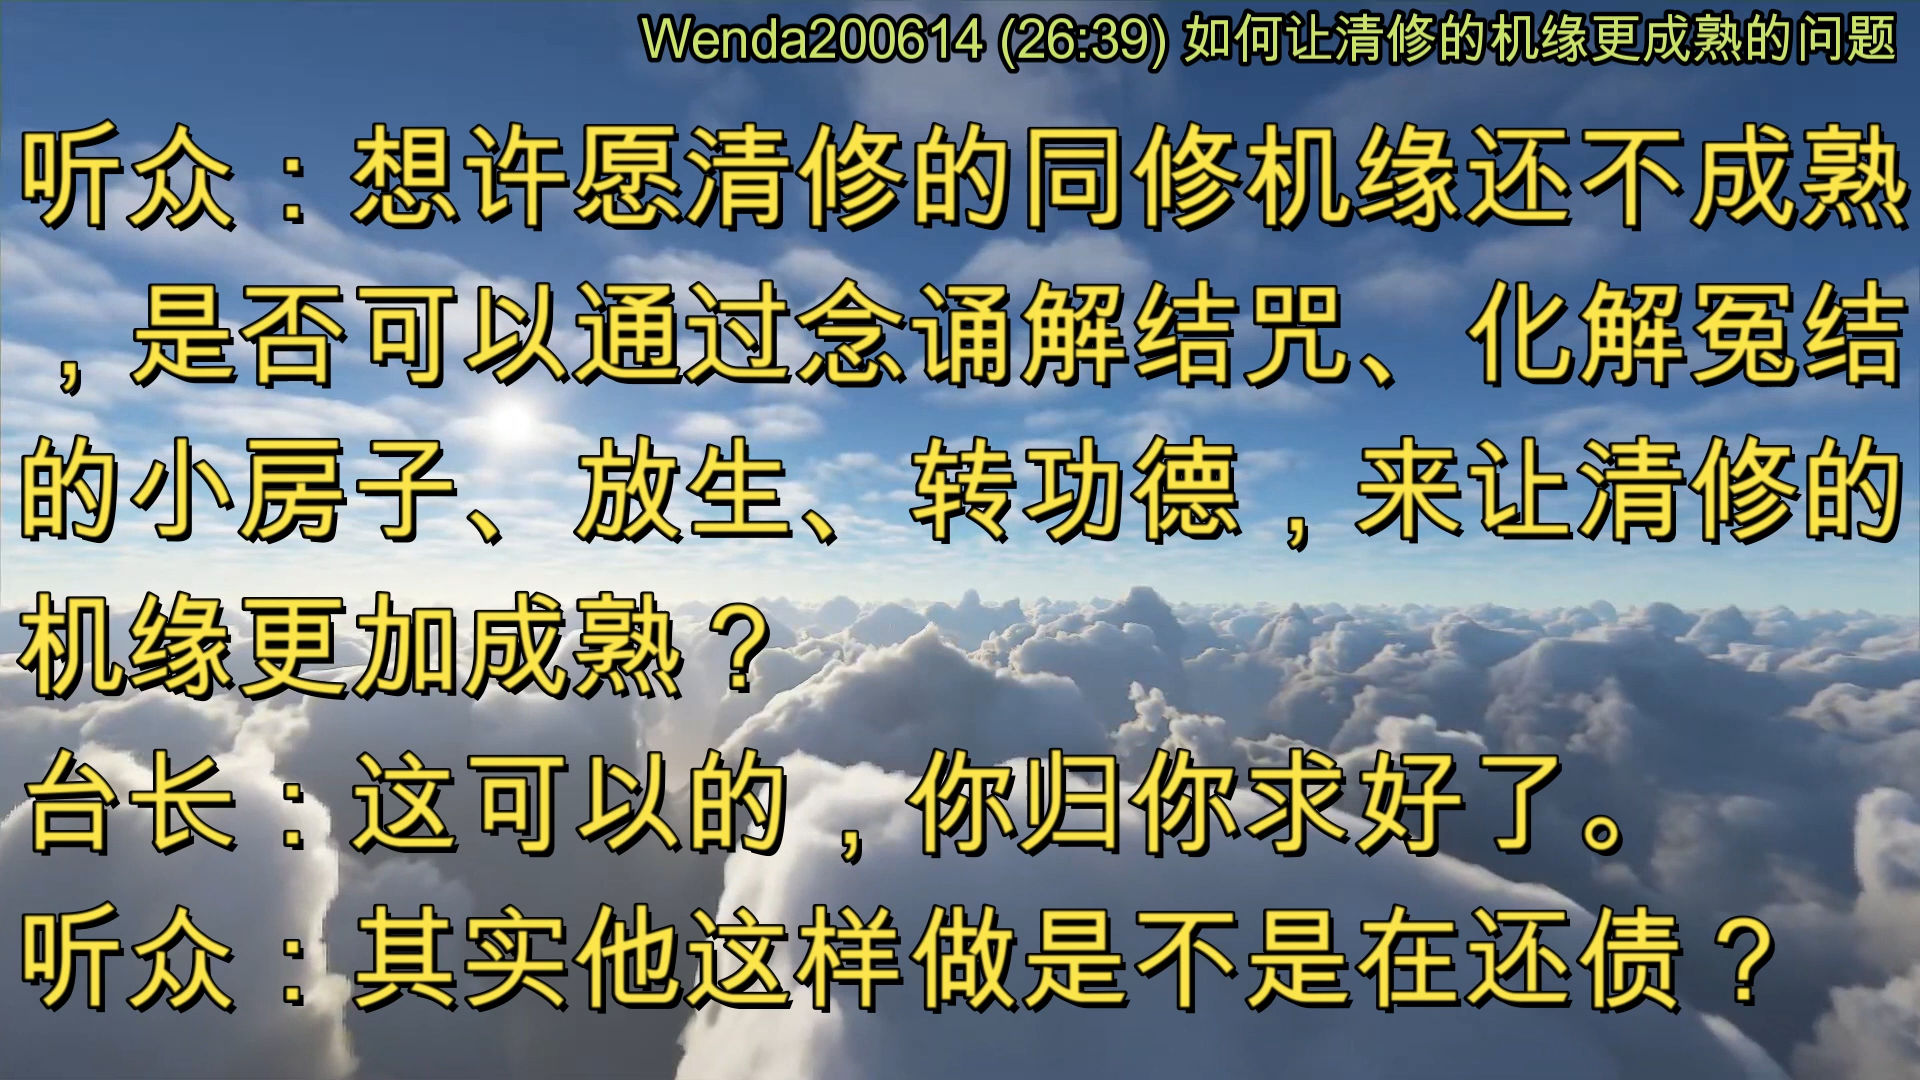 Wenda200614 (26:39) 如何让清修的机缘更成熟的问题
听众：想许愿清修的同修机缘还不成熟
，是否可以通过念诵解结咒、化解冤结
的小房子、放生、转功德，来让清修的
机缘更加成熟？
台长：这可以的，你归你求好了。
听众：其实他这样做是不是在还债？